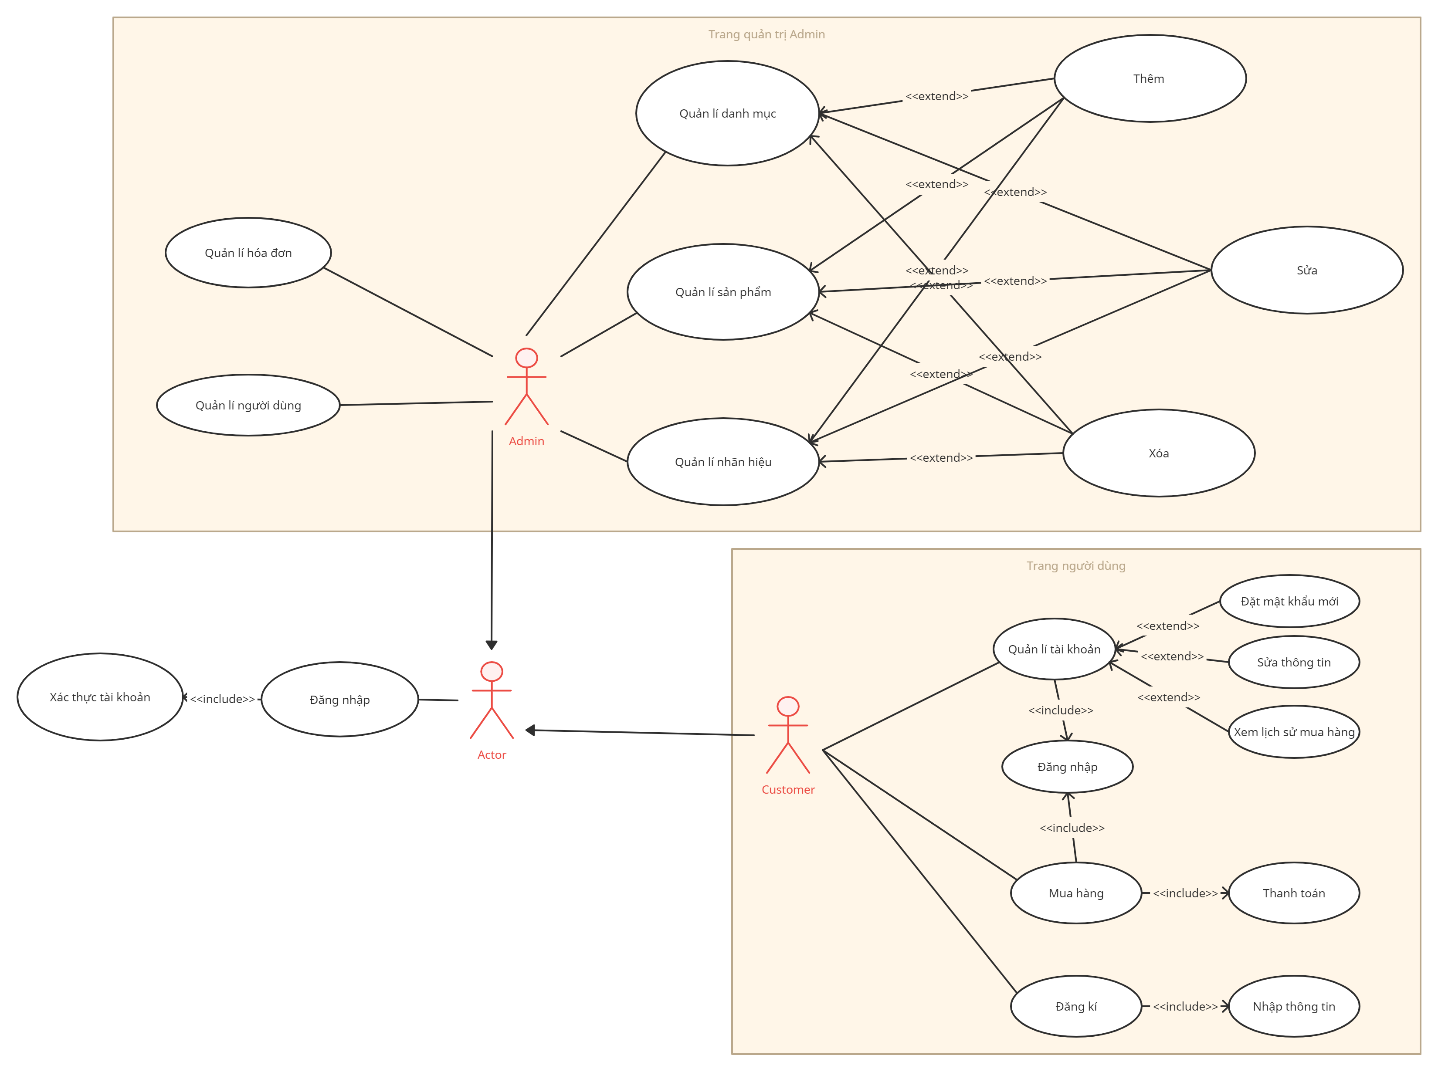 Trang quản trị Admin
Thêm
<<extend>>
Quản lí danh mục
<<extend>>
<<extend>>
Quản lí hóa đơn
<<extend>>
Sửa
<<extend>>
<<extend>>
Quản lí sản phẩm
<<extend>>
<<extend>>
Quản lí người dùng
Admin
Xóa
<<extend>>
Quản lí nhãn hiệu
Trang người dùng
Đặt mật khẩu mới
<<extend>>
Quản lí tài khoản
<<extend>>
Sửa thông tin
<<extend>>
Xác thực tài khoản
<<include>>
Đăng nhập
<<include>>
Xem lịch sử mua hàng
Actor
Đăng nhập
Customer
<<include>>
Mua hàng
<<include>>
Thanh toán
Đăng kí
<<include>>
Nhập thông tin